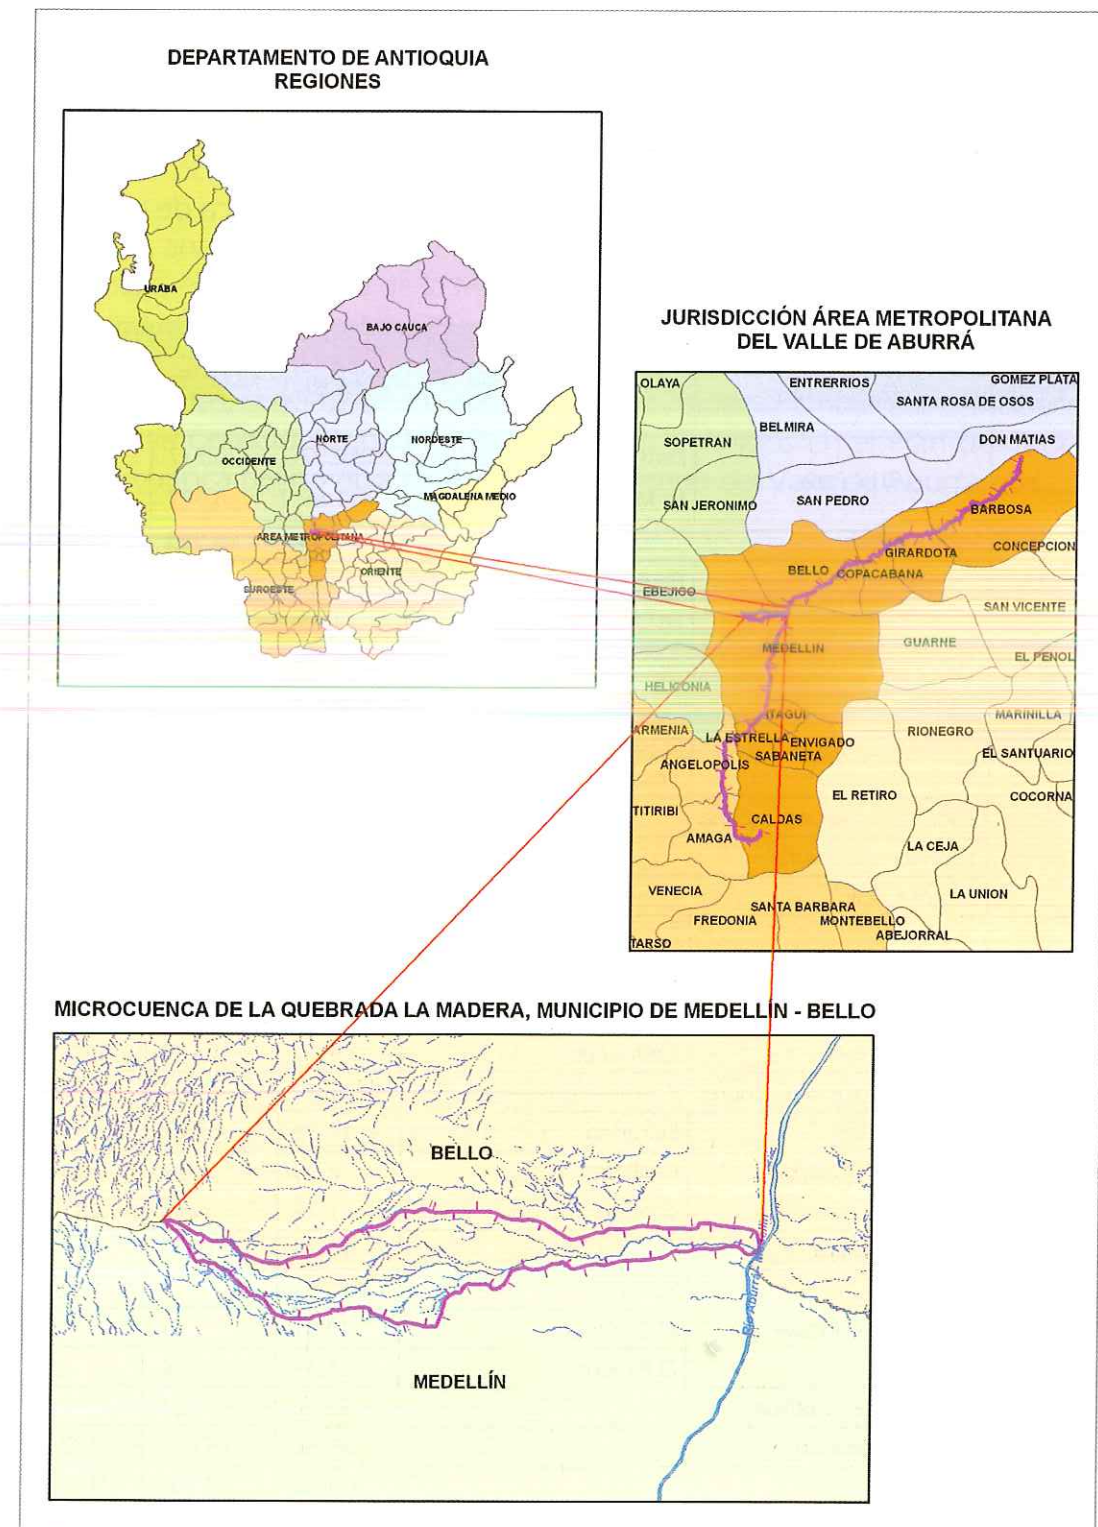 DEPARTAMENTO DE ANTIOQUIA
REGIONES
URABA
BAJO CAUCA
NORTE
NORDESTE
OCCIDENTE
MAGDALENA MEDIO
AREA METROPOLITANA
ORIENTE
SUROESTE
JURISDICCIÓN ÁREA METROPOLITANA
DEL VALLE DE ABURRÁ
OLAYA
ENTRERRIOS
GOMEZ PLATA
SANTA ROSA DE OSOS
BELMIRA
SOPETRAN
DON MATIAS
SAN JERONIMO
SAN PEDRO
BARBOSA
CONCEPCION
GIRARDOTA
BELLO
COPACABANA
EBEJICO
SAN VICENTE
MEDELLIN
GUARNE
EL PENOL
HELICONIA
ITAGUI
MARINILLA
ARMENIA
LA ESTRELLA
ENVIGADO
RIONEGRO
SABANETA
EL SANTUARIO
ANGELOPOLIS
EL RETIRO
COCORNA
TITIRIBI
CALDAS
AMAGA
LA CEJA
VENECIA
LA UNION
SANTA BARBARA
FREDONIA
MONTEBELLO
ABEJORRAL
TARSO
MICROCUENCA DE LA QUEBRADA LA MADERA, MUNICIPIO DE MEDELLÍN - BELLO
BELLO
Río Aburrá
MEDELLÍN